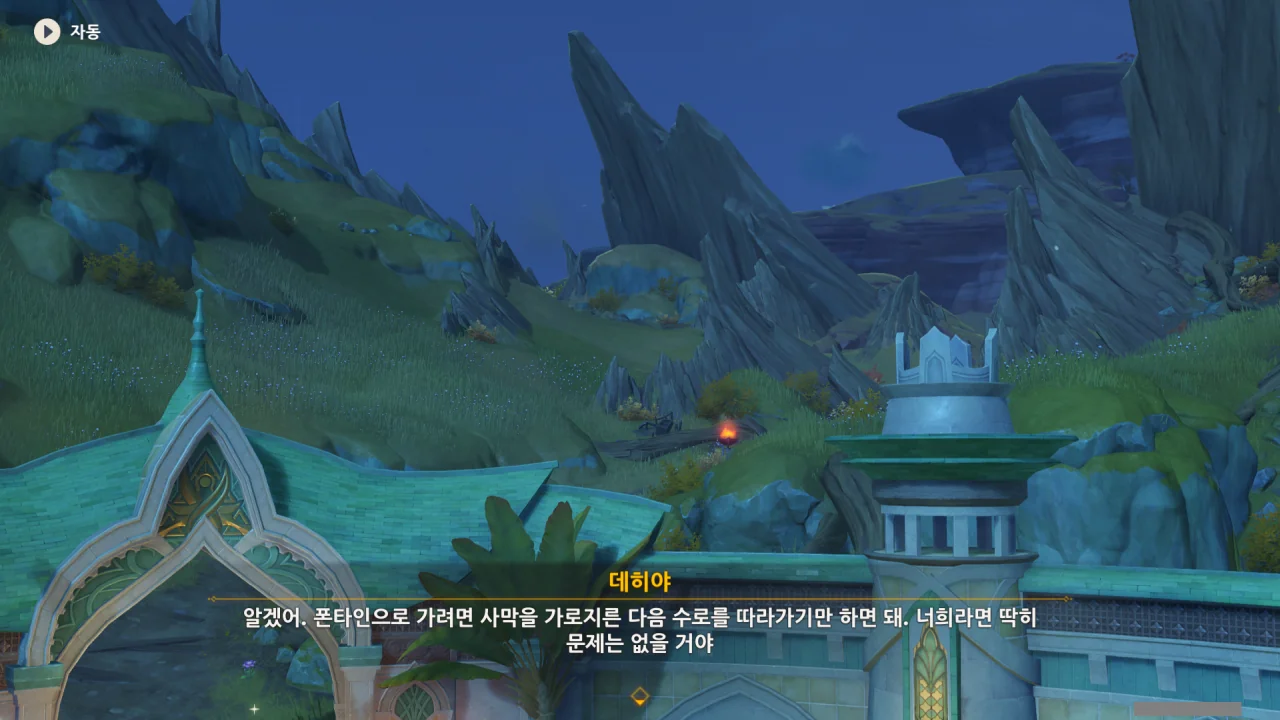 자동
데히야
알겠어. 폰타인으로 가려면 사막을 가로지른 다음 수로를 따라가기만 하면 돼. 너희라면 딱히
문제는 없을 거야